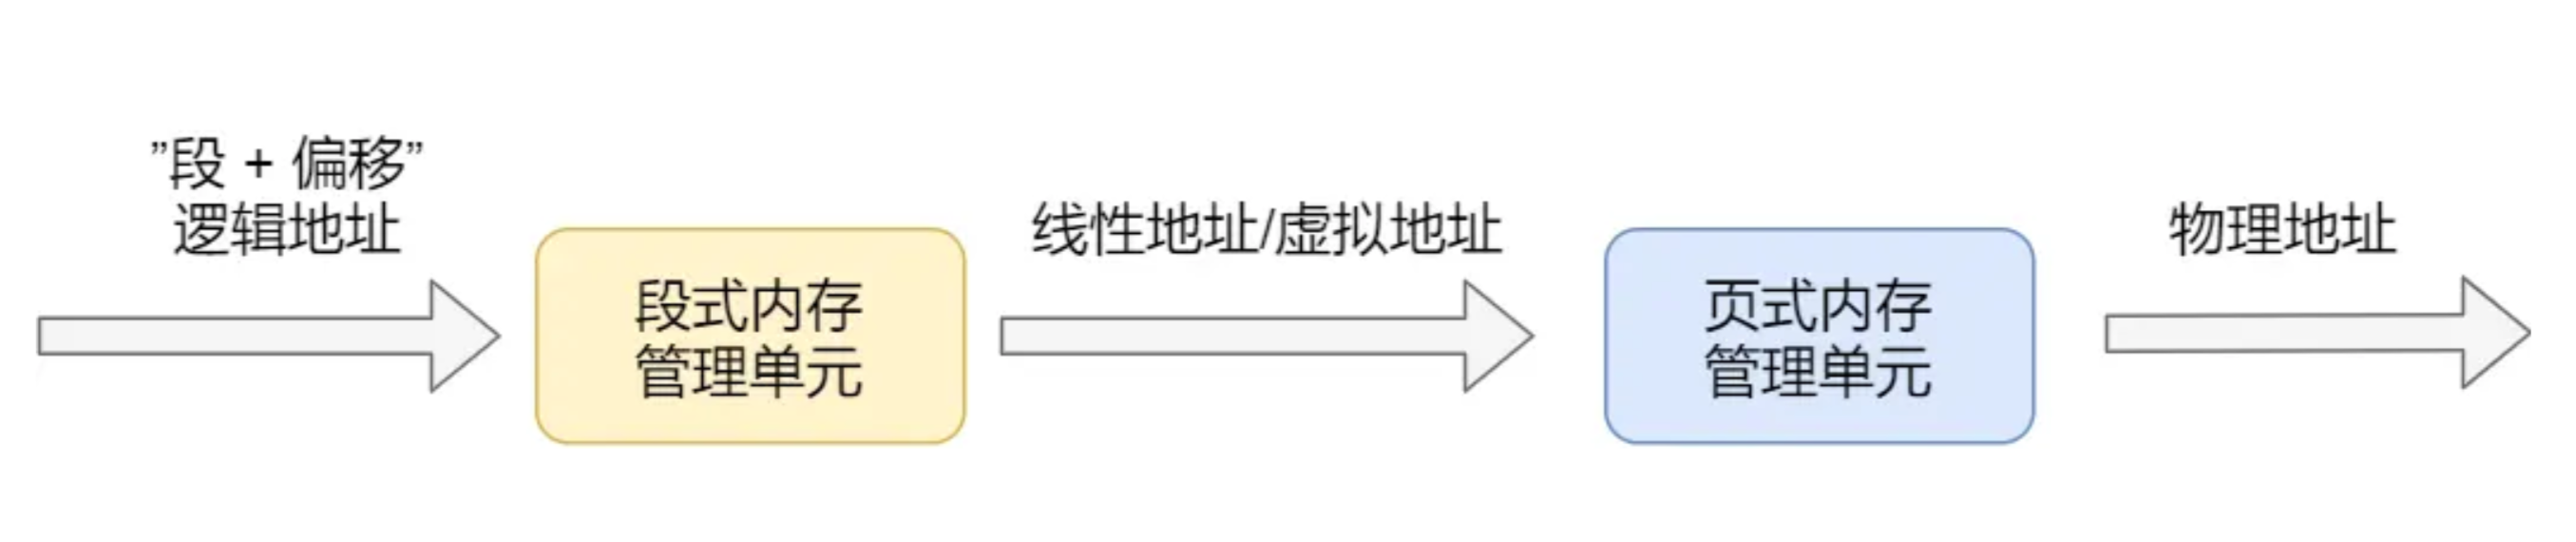 ”段 + 偏移”
逻辑地址
段式内存
管理单元
线性地址/虚拟地址
页式内存
管理单元
物理地址